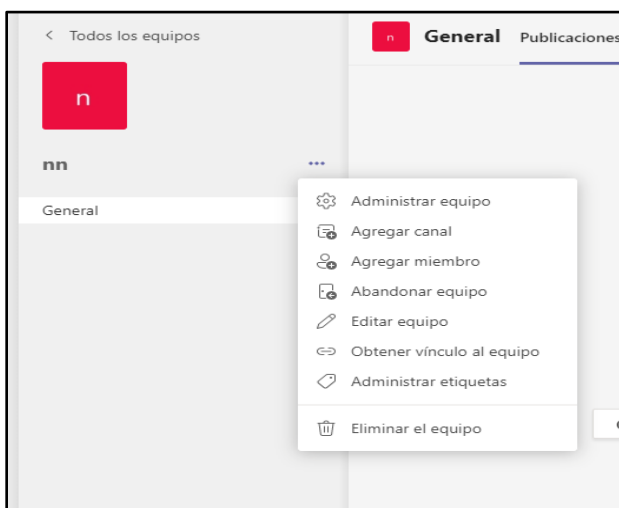 Todos los equipos
n
General Publicaciones
n
nn
General
Administrar equipo
Agregar canal
Agregar miembro
Abandonar equipo
Editar equipo
Obtener vínculo al equipo
Administrar etiquetas
Eliminar el equipo